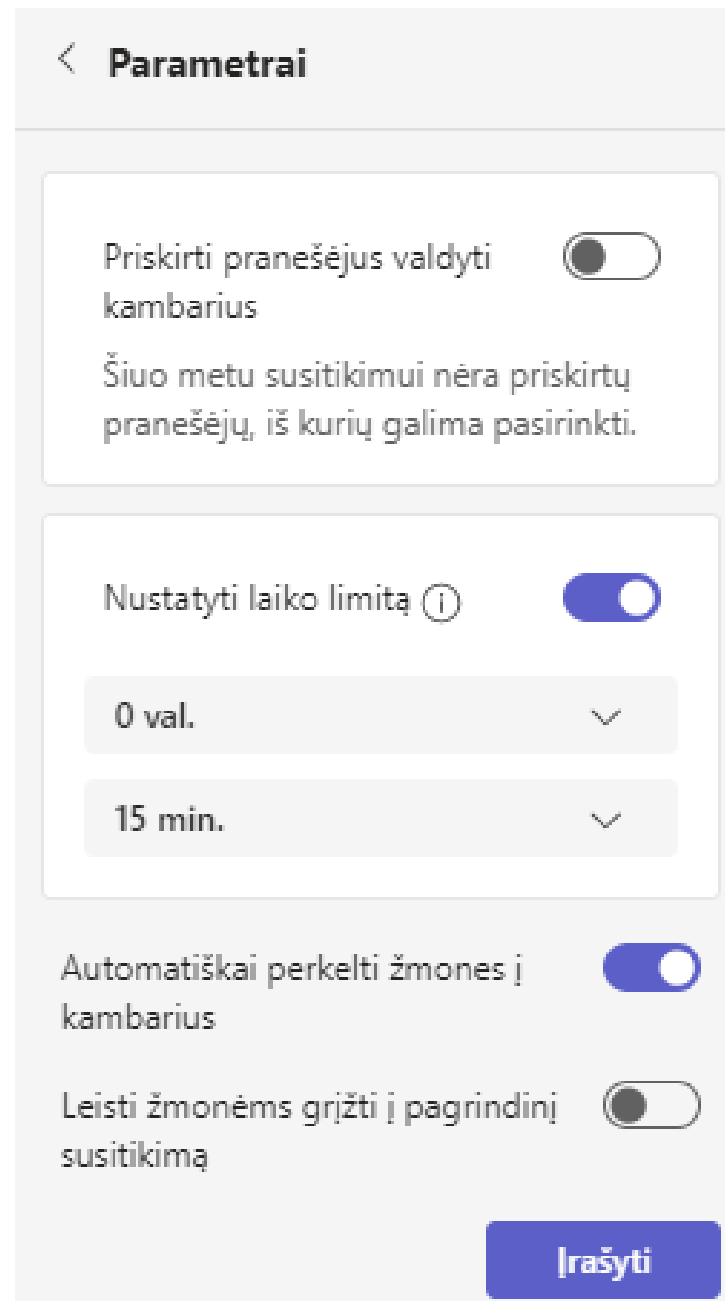 Parametrai
Priskirti pranešėjus valdyti
kambarius
Šiuo metu susitikimui nėra priskirtų
pranešėjų, iš kurių galima pasirinkti.
Nustatyti laiko limitą
0 val.
15 min.
Automatiškai perkelti žmones į
kambarius
Leisti žmonėms grįžti į pagrindinį
susitikimą
Įrašyti